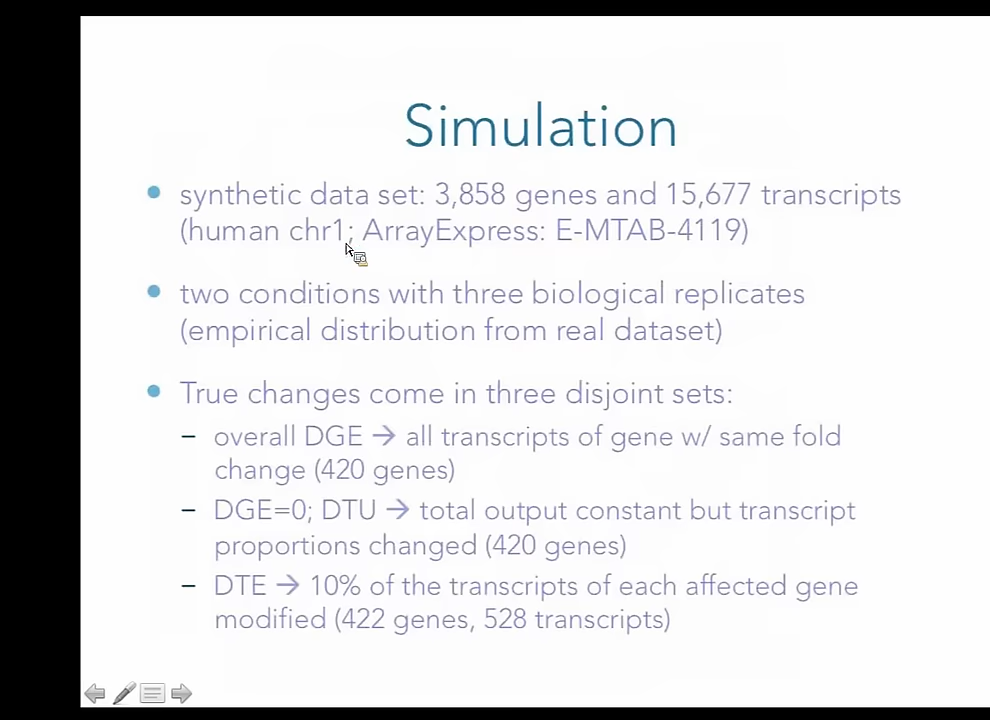 Simulation
• synthetic data set: 3,858 genes and 15,677 transcripts
(human chr1; ArrayExpress: E-MTAB-4119)
• two conditions with three biological replicates
(empirical distribution from real dataset)
• True changes come in three disjoint sets:
– overall DGE → all transcripts of gene w/ same fold
change (420 genes)
– DGE=0; DTU → total output constant but transcript
proportions changed (420 genes)
– DTE → 10% of the transcripts of each affected gene
modified (422 genes, 528 transcripts)